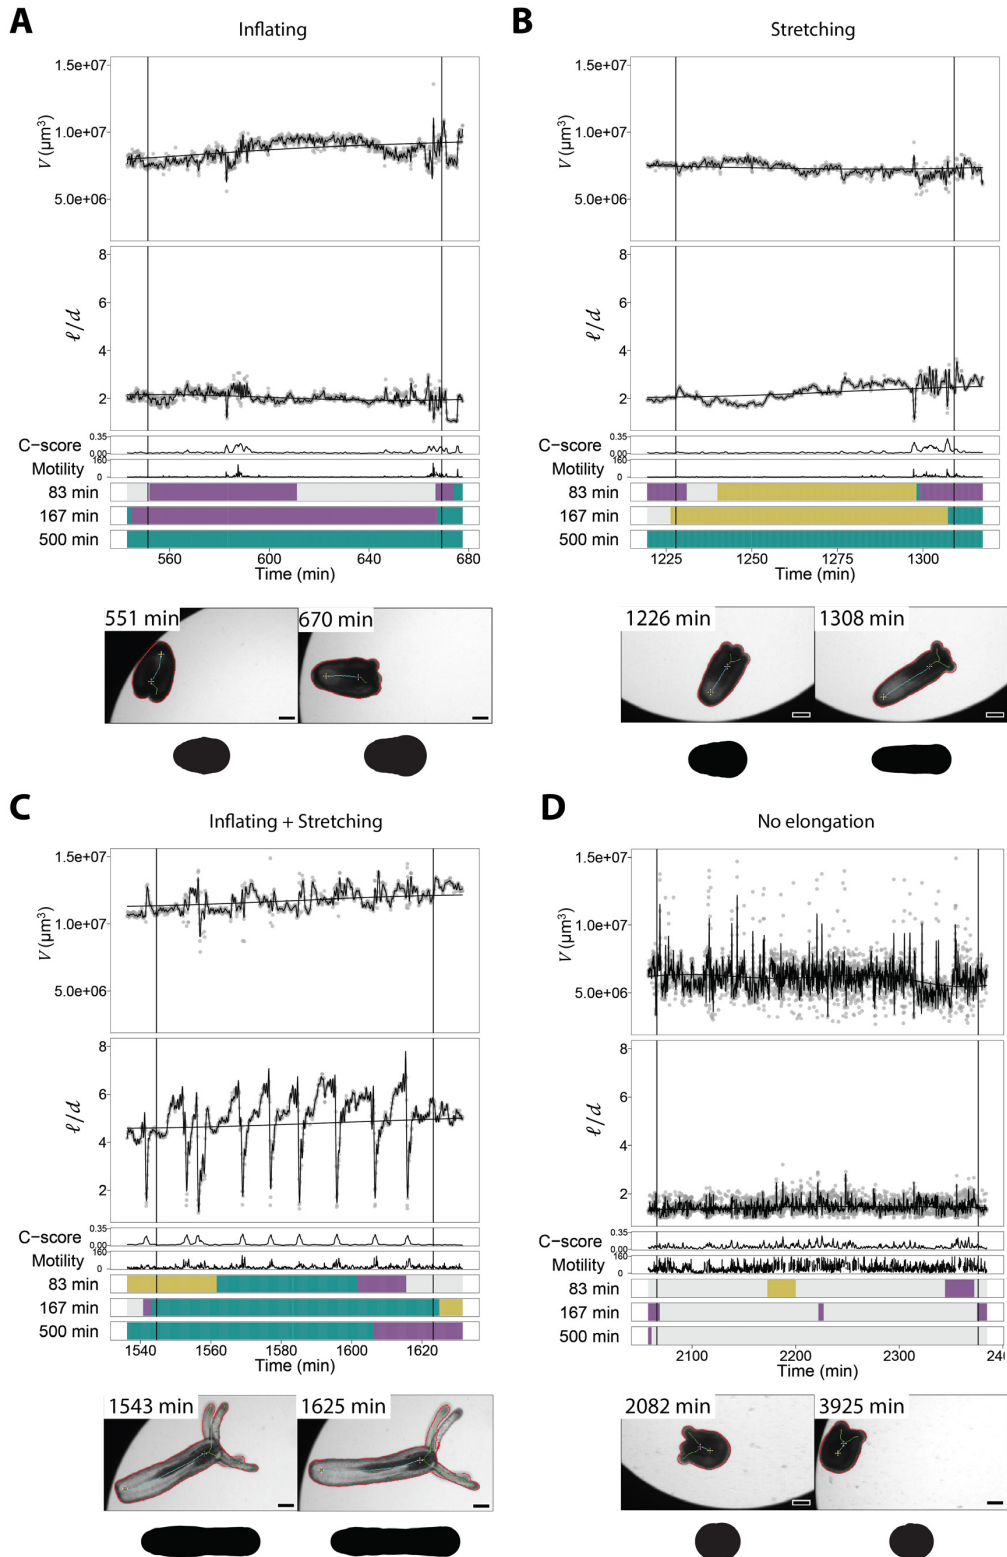 A
Inflating
1.5e+07
1.0e+07
5.0e+06
V (µm³)
8
6
4
2
ℓ/d
C−score
0.35
0.00
Motility
160
0
83 min
167 min
500 min
560
600
640
680
Time (min)
551 min
670 min
B
Stretching
1.5e+07
1.0e+07
5.0e+06
V (µm³)
8
6
4
2
ℓ/d
C−score
0.35
0.00
Motility
160
0
83 min
167 min
500 min
1225
1250
1275
1300
Time (min)
1226 min
1308 min
C
Inflating + Stretching
1.5e+07
1.0e+07
5.0e+06
V (µm³)
8
6
4
2
ℓ/d
C−score
0.35
0.00
Motility
160
0
83 min
167 min
500 min
1540
1560
1580
1600
1620
Time (min)
1543 min
1625 min
D
No elongation
1.5e+07
1.0e+07
5.0e+06
V (µm³)
8
6
4
2
ℓ/d
C−score
0.35
0.00
Motility
160
0
83 min
167 min
500 min
2100
2200
2300
240
Time (min)
2082 min
3925 min